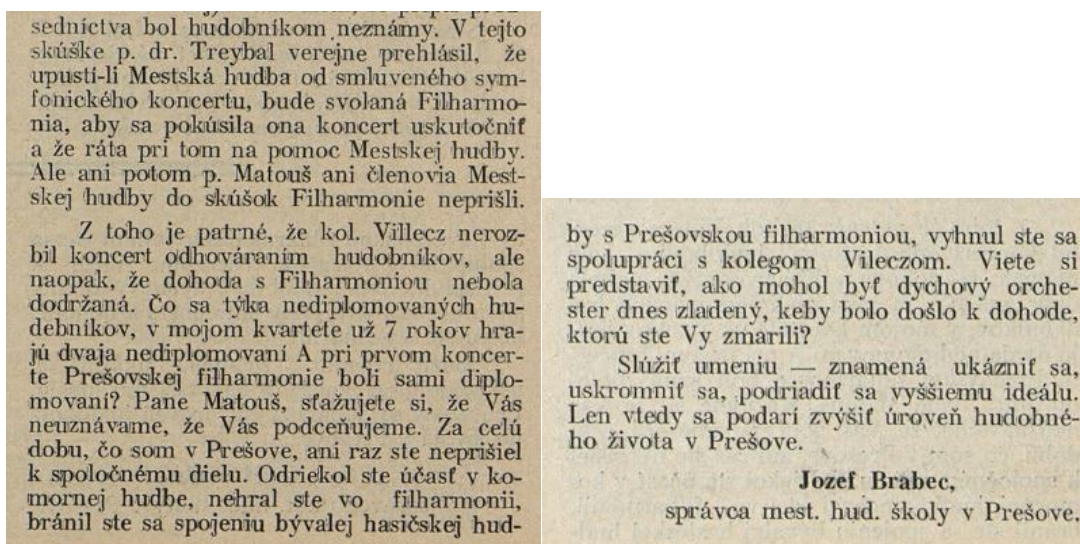 sedníctva bol hudobníkom neznámy. V tejto
skúške p. dr. Treybal verejne prehlásil, že
upustí-li Mestská hudba od smluveného sym-
fonického koncertu, bude svolaná Filharmo-
nia, aby sa pokúsila ona koncert uskutočniť
a že ráta pri tom na pomoc Mestskej hudby.
Ale ani potom p. Matouš ani členovia Mest-
skej hudby do skúšok Filharmonie neprišli.
Z toho je patrné, že kol. Villecz neroz-
bil koncert odhováraním hudobníkov, ale
naopak, že dohoda s Filharmoniou nebola
dodržaná. Čo sa týka nediplomovaných hu-
debníkov, v mojom kvartete už 7 rokov hra-
jú dvaja nediplomovaní A pri prvom koncer-
te Prešovskej filharmonie boli sami diplo-
movaní? Pane Matouš, sťažujete si, že Vás
neuznávame, že Vás podceňujeme. Za celú
dobu, čo som v Prešove, ani raz ste neprišiel
k spoločnému dielu. Odriekol ste účasť v ko-
mornej hudbe, nehral ste vo filharmonii,
bránil ste sa spojeniu bývalej hasičskej hud-
by s Prešovskou filharmoniou, vyhnul ste sa
spolupráci s kolegom Vileczom. Viete si
predstaviť, ako mohol byť dychový orche-
ster dnes zladený, keby bolo došlo k dohode,
ktorú ste Vy zmarili?
Slúžiť umeniu — znamená ukázniť sa,
uskromniť sa, podriadiť sa vyššiemu ideálu.
Len vtedy sa podarí zvýšiť úroveň hudobné-
ho života v Prešove.
Jozef Brabec,
správca mest. hud. školy v Prešove.